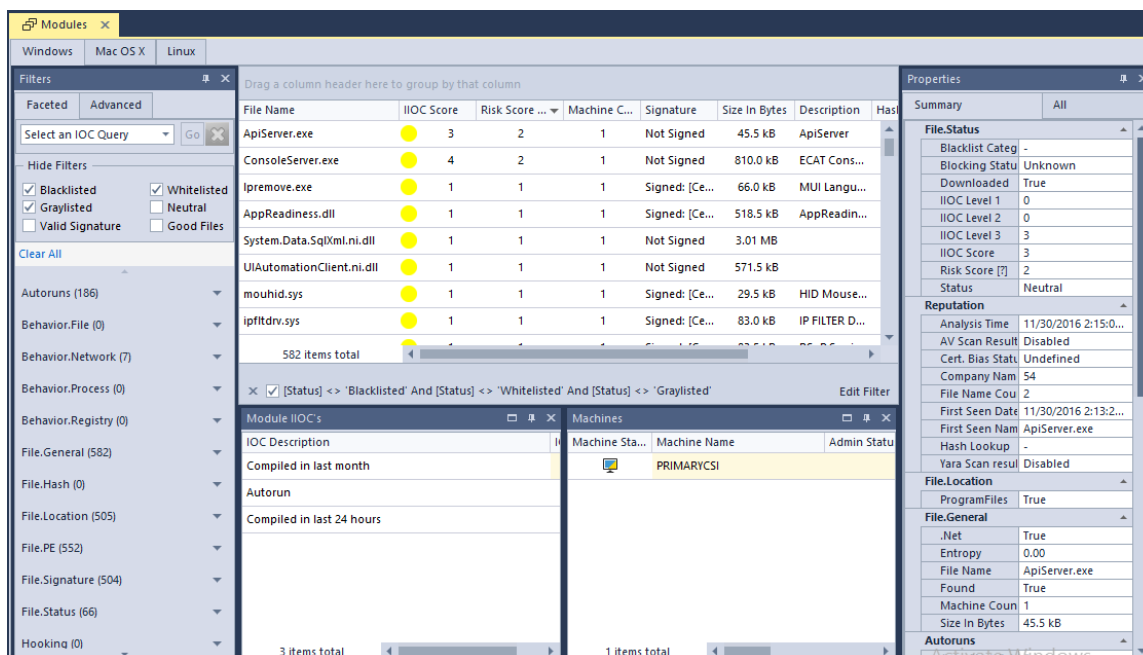 Modules
Windows Mac OS X Linux
Filters
Faceted Advanced
Select an IOC Query Go
Hide Filters
Blacklisted Whitelisted
Graylisted Neutral
Valid Signature Good Files
Clear All
Autoruns (186)
Behavior.File (0)
Behavior.Network (7)
Behavior.Process (0)
Behavior.Registry (0)
File.General (582)
File.Hash (0)
File.Location (505)
File.PE (552)
File.Signature (504)
File.Status (66)
Hooking (0)
Drag a column header here to group by that column
File Name IIOC Score Risk Score ... Machine C... Signature Size In Bytes Description Hash
ApiServer.exe 3 2 1 Not Signed 45.5 kB ApiServer
ConsoleServer.exe 4 2 1 Not Signed 810.0 kB ECAT Cons...
lpremove.exe 1 1 1 Signed: [Ce... 66.0 kB MUI Langu...
AppReadiness.dll 1 1 1 Signed: [Ce... 518.5 kB AppReadin...
System.Data.SqlXml.ni.dll 1 1 1 Not Signed 3.01 MB
UIAutomationClient.ni.dll 1 1 1 Not Signed 571.5 kB
mouhid.sys 1 1 1 Signed: [Ce... 29.5 kB HID Mouse...
ipfltdrv.sys 1 1 1 Signed: [Ce... 83.0 kB IP FILTER D...
582 items total
[Status] <> 'Blacklisted' And [Status] <> 'Whitelisted' And [Status] <> 'Graylisted' Edit Filter
Module IIOC's
IOC Description
Compiled in last month
Autorun
Compiled in last 24 hours
3 items total
Machines
Machine Sta... Machine Name Admin Statu
PRIMARYCSI
1 items total
Properties
Summary All
File.Status
Blacklist Categ -
Blocking Statu Unknown
Downloaded True
IIOC Level 1 0
IIOC Level 2 0
IIOC Level 3 3
IIOC Score 3
Risk Score [?] 2
Status Neutral
Reputation
Analysis Time 11/30/2016 2:15:0...
AV Scan Result Disabled
Cert. Bias Statu Undefined
Company Nam 54
File Name Cou 2
First Seen Date 11/30/2016 2:13:2...
First Seen Nam ApiServer.exe
Hash Lookup -
Yara Scan resul Disabled
File.Location
ProgramFiles True
File.General
.Net True
Entropy 0.00
File Name ApiServer.exe
Found True
Machine Coun 1
Size In Bytes 45.5 kB
Autoruns
Activate Windows